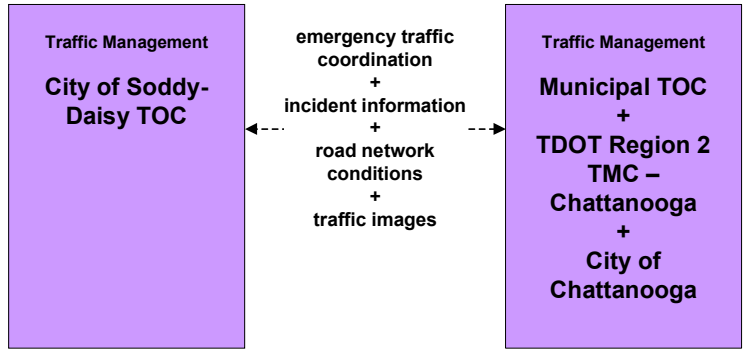 Traffic Management
City of Soddy-
Daisy TOC
emergency traffic
coordination
+
incident information
+
road network
conditions
+
traffic images
Traffic Management
Municipal TOC
+
TDOT Region 2
TMC –
Chattanooga
+
City of
Chattanooga